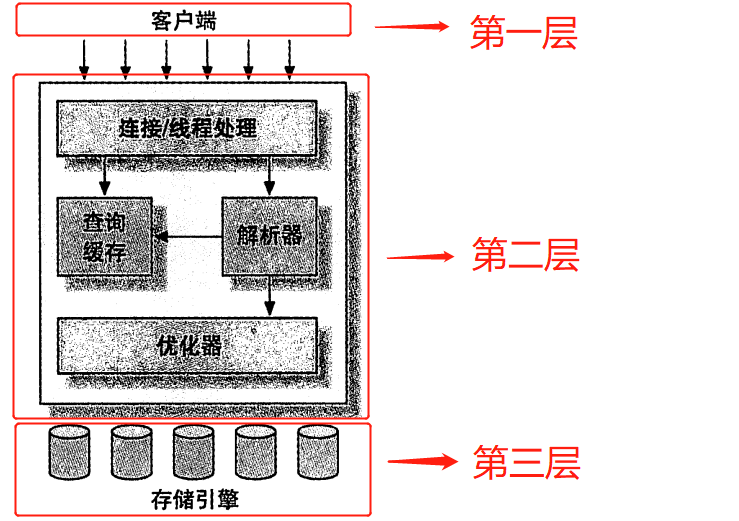 客户端
第一层
连接/线程处理
查询
缓存
解析器
第二层
优化器
第三层
存储引擎